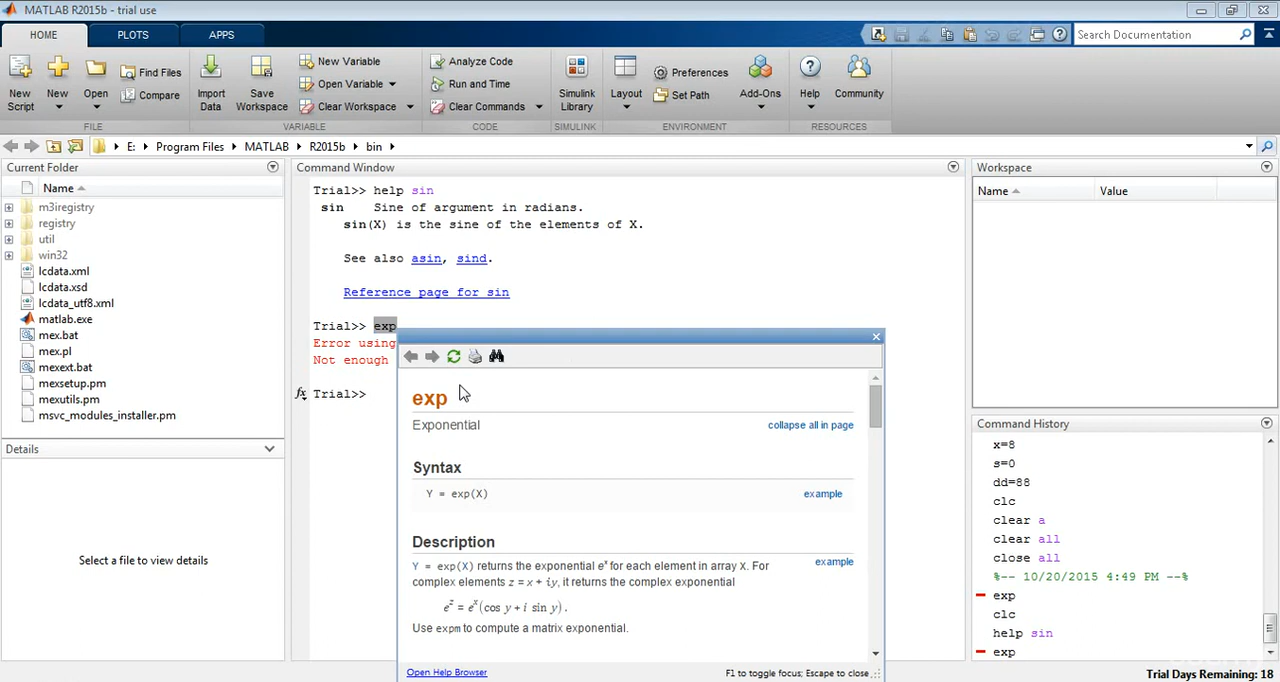 MATLAB R2015b - trial use
HOME PLOTS APPS
Search Documentation
New Script
New
Open
Find Files
Compare
FILE
Import Data
Save Workspace
New Variable
Open Variable
Clear Workspace
VARIABLE
Analyze Code
Run and Time
Clear Commands
CODE
Simulink Library
SIMULINK
Layout
Preferences
Set Path
Add-Ons
ENVIRONMENT
Help
Community
RESOURCES
E: Program Files MATLAB R2015b bin
Current Folder
Name
m3iregistry
registry
util
win32
lcdata.xml
lcdata.xsd
lcdata_utf8.xml
matlab.exe
mex.bat
mex.pl
mexext.bat
mexsetup.pm
mexutils.pm
msvc_modules_installer.pm
Details
Select a file to view details
Command Window
Trial>> help sin
sin Sine of argument in radians.
sin(X) is the sine of the elements of X.
See also asin, sind.
Reference page for sin
Trial>> exp
Error using
Not enough
fx Trial>>
exp
Exponential
collapse all in page
Syntax
Y = exp(X)
example
Description
example
Y = exp(X) returns the exponential eˣ for each element in array X. For
complex elements z = x + iy, it returns the complex exponential
eᶻ = eˣ(cos y + i sin y).
Use expm to compute a matrix exponential.
Open Help Browser
F1 to toggle focus; Escape to close
Workspace
Name Value
Command History
x=8
s=0
dd=88
clc
clear a
clear all
close all
%-- 10/20/2015 4:49 PM --%
exp
clc
help sin
exp
Trial Days Remaining: 18